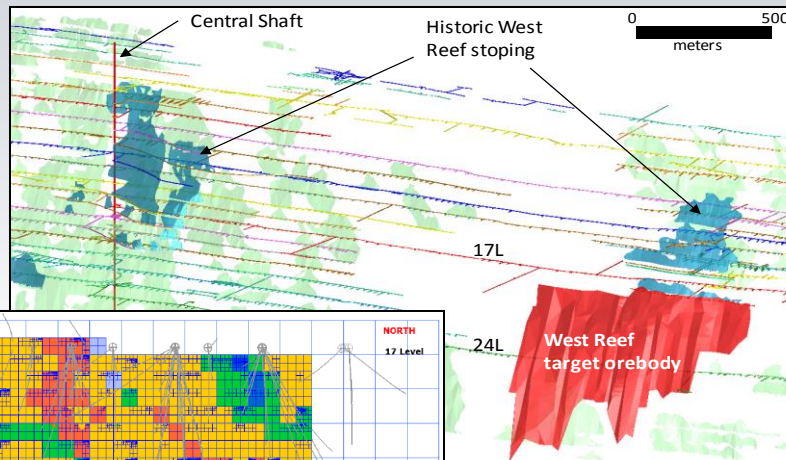 Central Shaft
Historic West
Reef stoping
0 500
meters
17L
24L
West Reef
target orebody
NORTH
17 Level